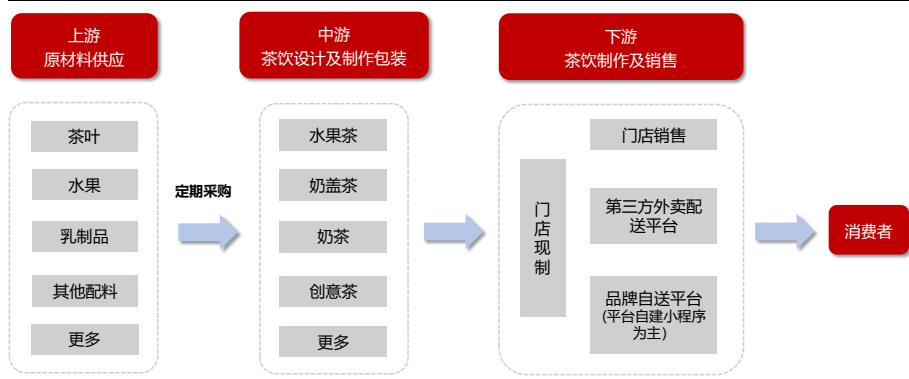 上游
原材料供应
中游
茶饮设计及制作包装
下游
茶饮制作及销售
茶叶
水果
乳制品
其他配料
更多
定期采购
水果茶
奶盖茶
奶茶
创意茶
更多
门
店
现
制
门店销售
第三方外卖配
送平台
品牌自送平台
(平台自建小程序
为主）
消费者